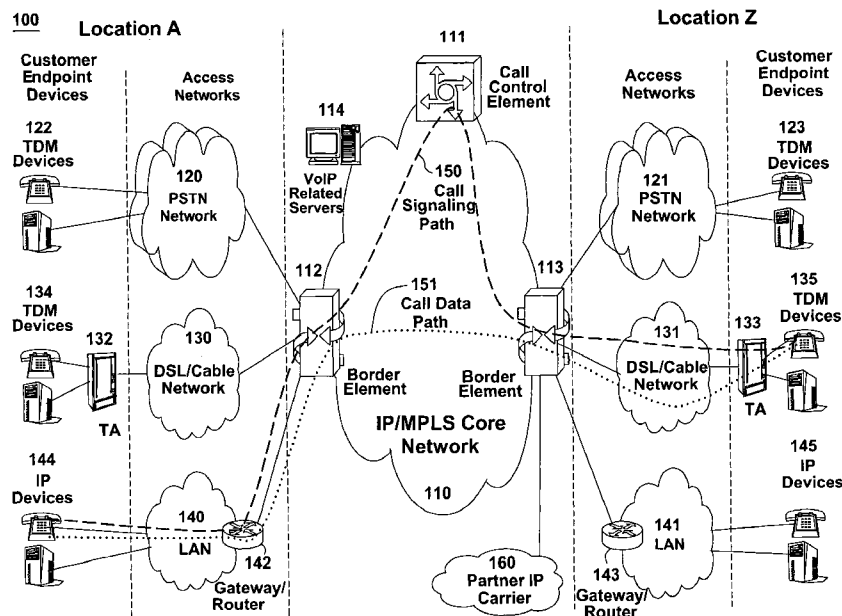 100
Location A
Location Z
Customer
Endpoint
Devices
Access
Networks
111
Call
Control
Element
Access
Networks
Customer
Endpoint
Devices
122
TDM
Devices
120
PSTN
Network
114
VoIP
Related
Servers
150
Call
Signaling
Path
121
PSTN
Network
123
TDM
Devices
112
113
134
TDM
Devices
132
TA
130
DSL/Cable
Network
151
Call Data
Path
Border
Element
Border
Element
131
DSL/Cable
Network
133
TA
135
TDM
Devices
IP/MPLS Core
Network
110
144
IP
Devices
140
LAN
142
Gateway/
Router
160
Partner IP
Carrier
143
Gateway/
Router
141
LAN
145
IP
Devices